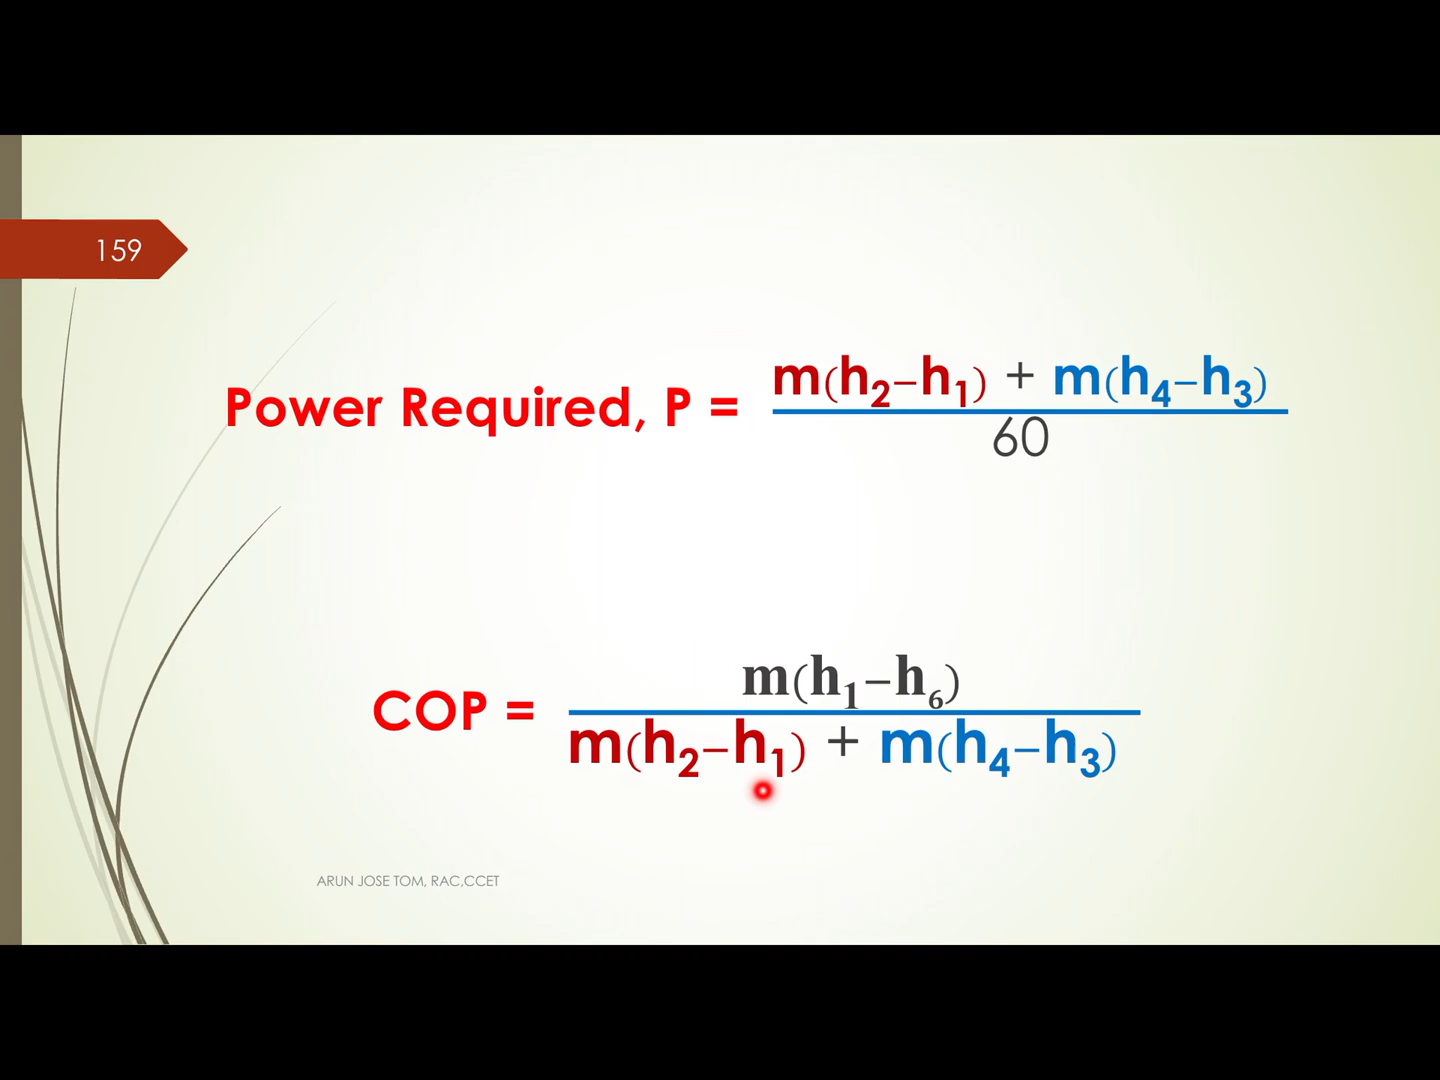 159
Power Required, P = m(h₂−h₁) + m(h₄−h₃)
60
COP = m(h₁−h₆)
m(h₂−h₁) + m(h₄−h₃)
ARUN JOSE TOM, RAC,CCET